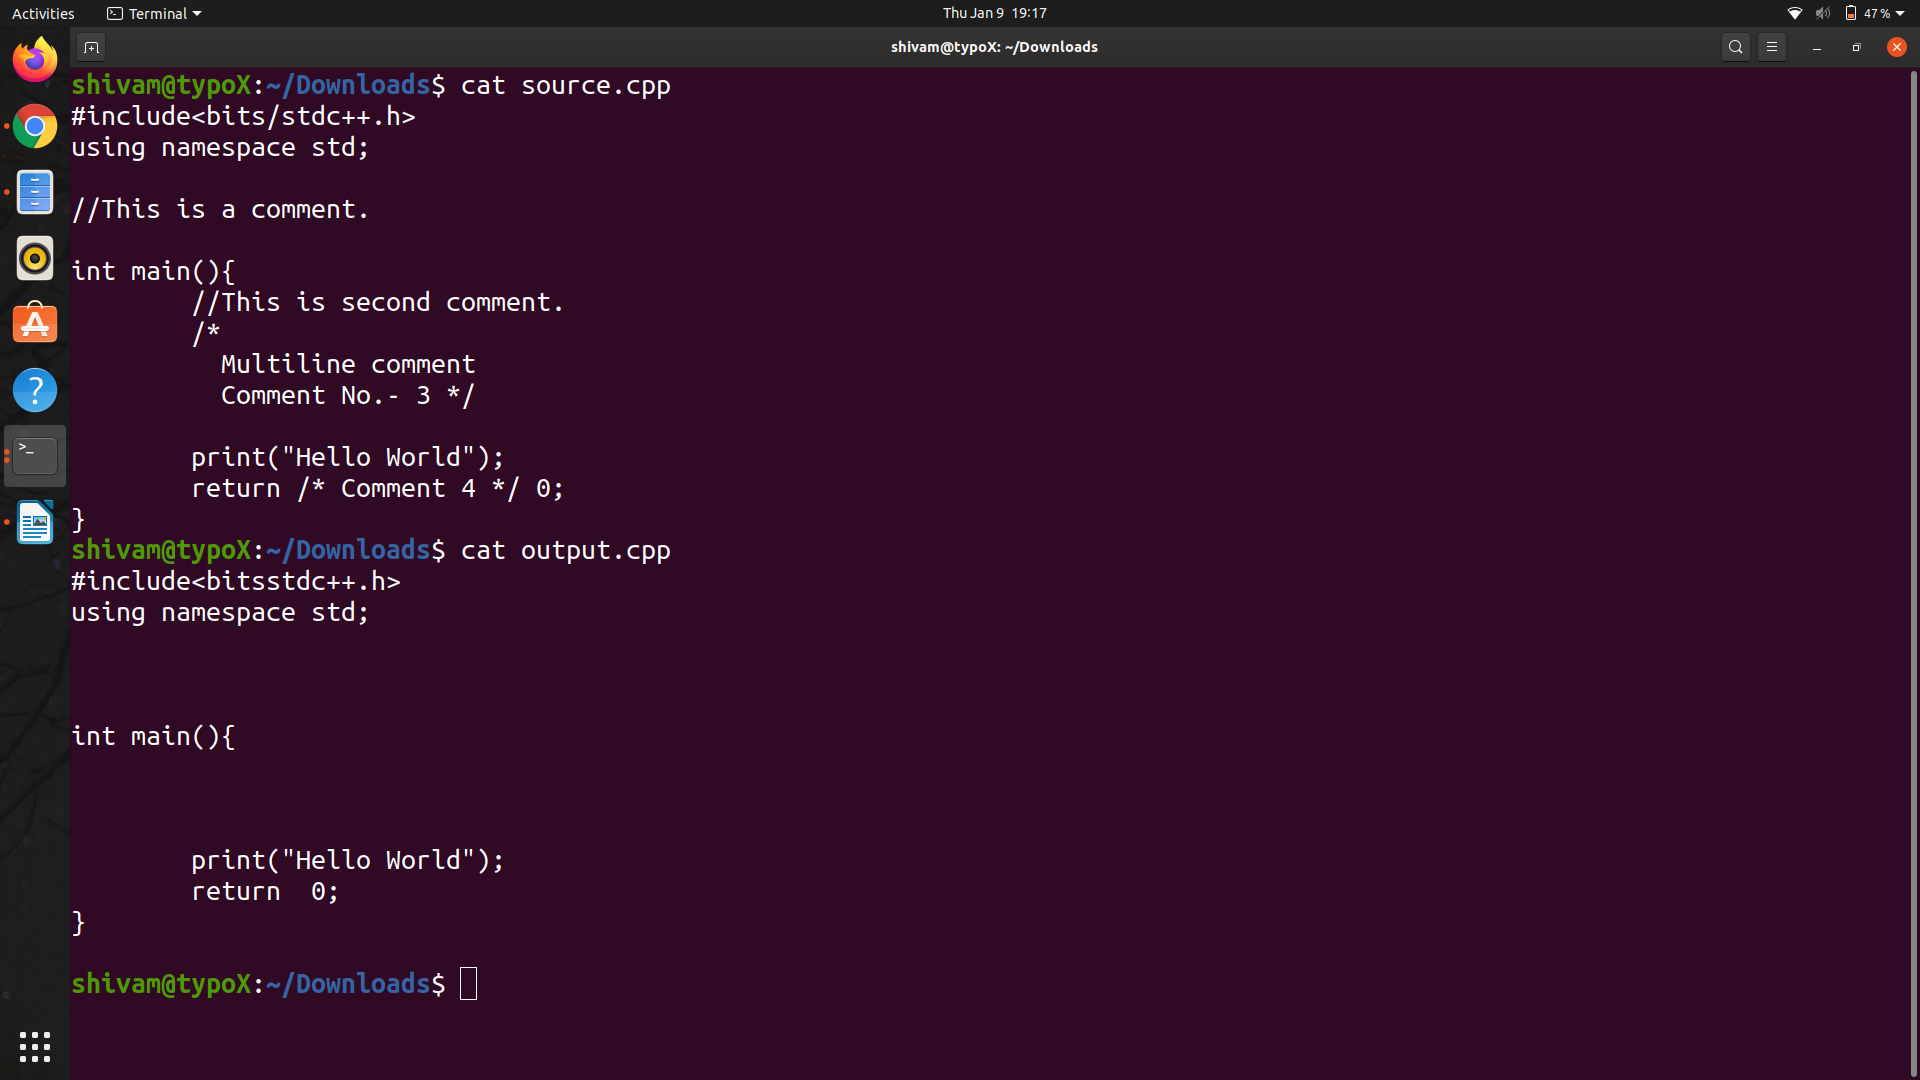 Activities Terminal Thu Jan 9 19:17 47%
shivam@typoX: ~/Downloads
shivam@typoX:~/Downloads$ cat source.cpp
#include<bits/stdc++.h>
using namespace std;
//This is a comment.
int main(){
//This is second comment.
/*
Multiline comment
Comment No.- 3 */
print("Hello World");
return /* Comment 4 */ 0;
}
shivam@typoX:~/Downloads$ cat output.cpp
#include<bitsstdc++.h>
using namespace std;
int main(){
print("Hello World");
return  0;
}
shivam@typoX:~/Downloads$